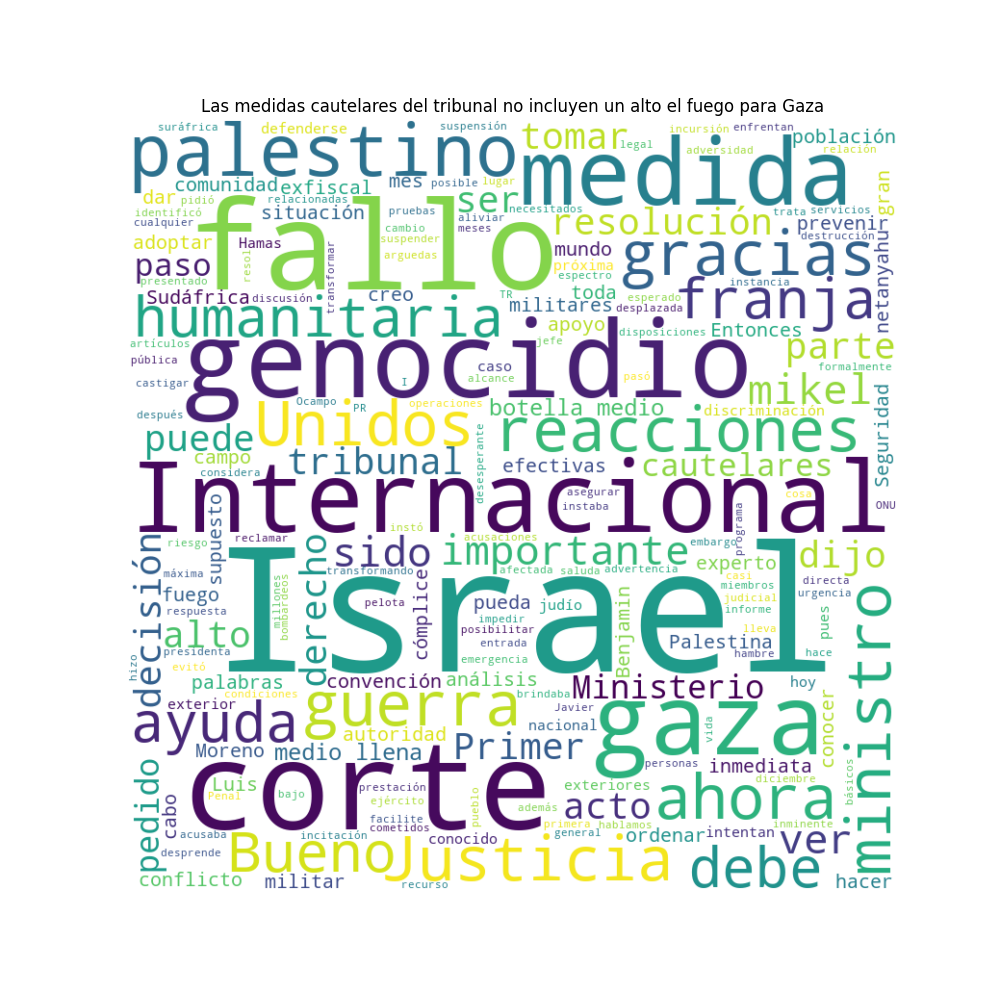 Las medidas cautelares del tribunal no incluyen un alto el fuego para Gaza
suráfrica
defenderse
suspensión
palestino
tomar
legal
incursión
enfrentan
adversidad
población
relación
medida
comunidad
exfiscal
mes
posible
lugar
ser
dar
pidió
relacionadas
necesitados
identificó
cualquier
situación
pruebas
aliviar
meses
resolución
trata
servicios
prevenir
gran
destrucción
fallo
cambio
suspender
arguedas
adoptar
Hamas
resol
transformar
mundo
gracias
netanyahu
paso
presentado
próxima
espectro
instancia
Sudáfrica
discusión
creo
TR
militares
esperado
toda
desplazada
franja
humanitaria
apoyo
disposiciones
Entonces
artículos
jefe
parte
pública
genocidio
caso
alcance
formalmente
castigar
I
pasó
mikel
después
Ocampo
PR
operaciones
botella medio
discriminación
Unidos
puede
reacciones
Seguridad
campo
considera
tribunal
desesperante
efectivas
cautelares
Internacional
asegurar
instaba
cosa
ONU
programa
supuesto
instó
riesgo
reclamar
derecho
sido
importante
acusaciones
embargo
dijo
decisión
máxima
transformando
afectada
saluda
advertencia
experto
casi
miembros
directa
fuego
millones
bombardeos
Israel
pelota
cómplice
pueda
judío
impedir
posibilitar
Benjamin
judicial
informe
urgencia
respuesta
alto
entrada
lleva
pues
ministro
presidenta
Palestina
hambre
hace
hizo
evitó
emergencia
palabras
condiciones
convención
análisis
brindaba
Ministerio
hoy
exterior
guerra
Javier
gaza
vida
conocer
ayuda
autoridad
nacional
Moreno
medio llena
Primer
personas
inmediata
pedido
corte
Luis
bajo
prestación
exteriores
diciembre
básicos
Penal
facilite
ejército
pueblo
además
acto
ahora
cabo
cometidos
primera
hablamos
inminente
acusaba
incitación
conocido
general
ordenar
intentan
ver
desprende
Bueno
Justicia
debe
conflicto
militar
recurso
hacer